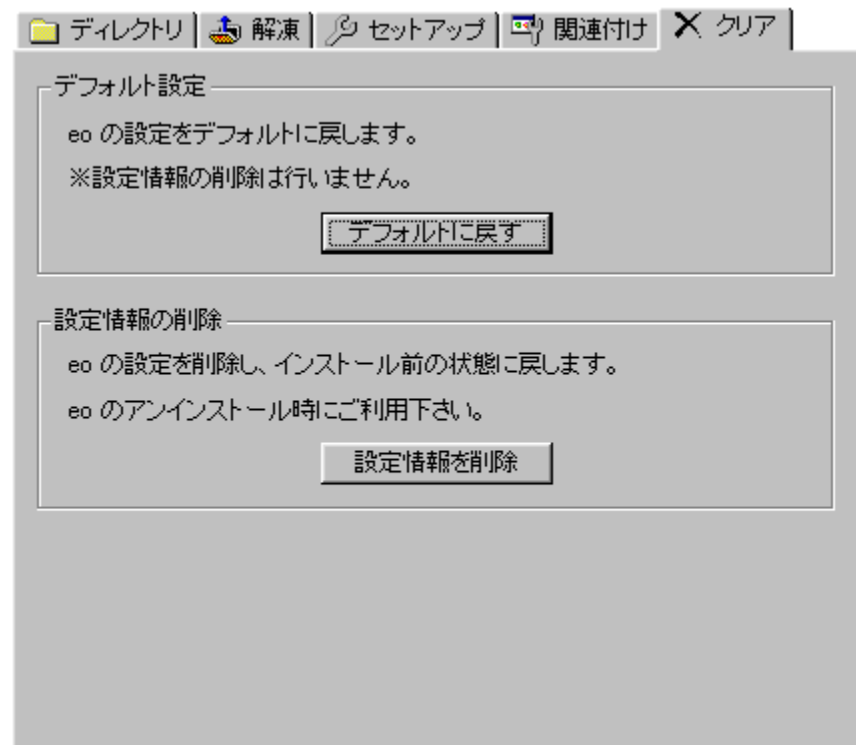 ディレクトリ 解凍 セットアップ 関連付け クリア
デフォルト設定
eo の設定をデフォルトに戻します。
※設定情報の削除は行いません。
デフォルトに戻す
設定情報の削除
eo の設定を削除し、インストール前の状態に戻します。
eo のアンインストール時にご利用下さい。
設定情報を削除